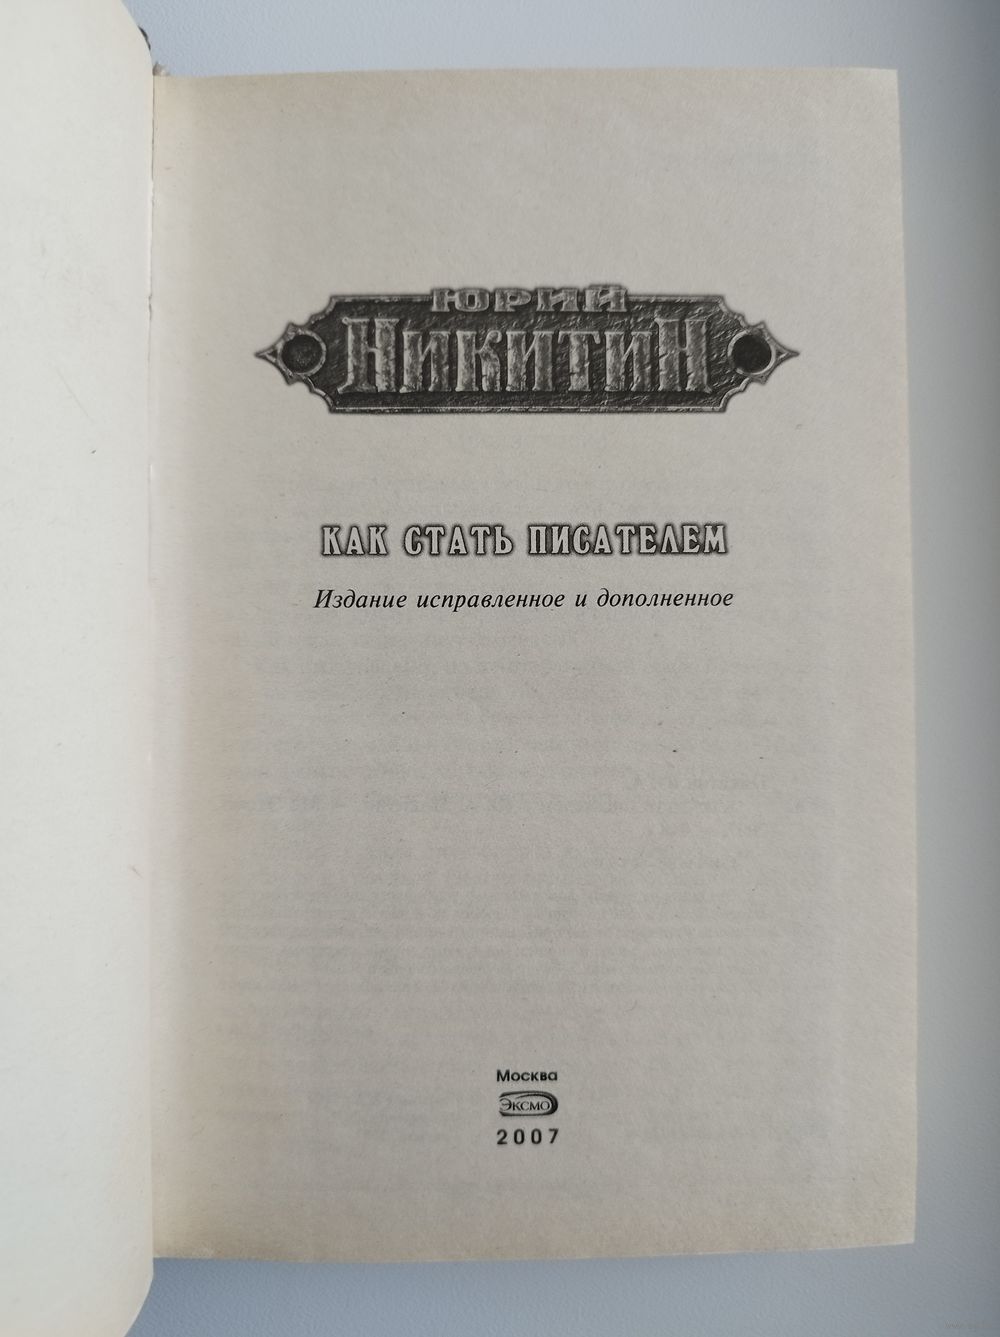 ЮРИЙ
НИКИТИН
КАК СТАТЬ ПИСАТЕЛЕМ
Издание исправленное и дополненное
Москва
ЭКСМО
2007